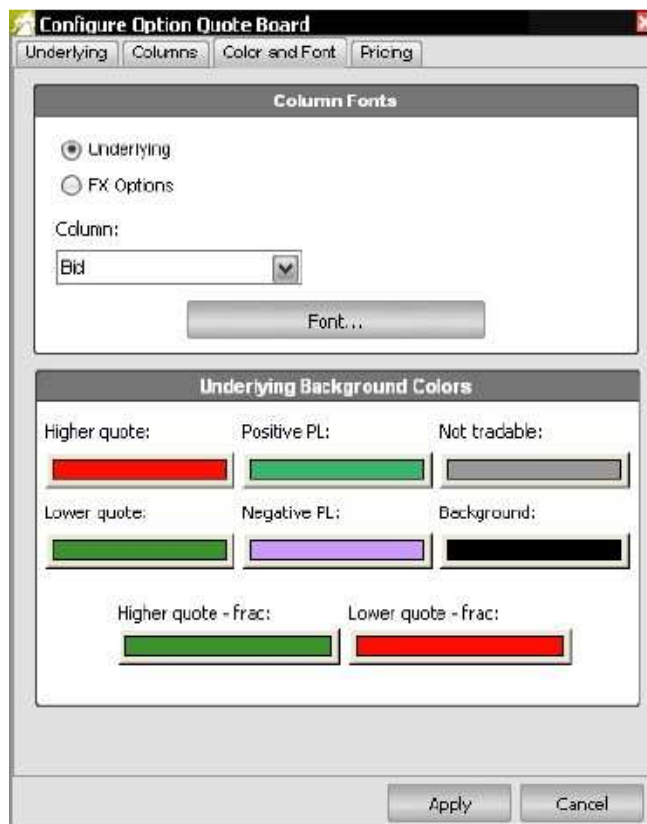 Configure Option Quote Board
Underlying Columns Color and Font Pricing
Column Fonts
Underlying
FX Options
Column:
Bid
Font...
Underlying Background Colors
Higher quote: Positive PL: Not tradable:
Lower quote: Negative PL: Background:
Higher quote - frac: Lower quote - frac:
Apply Cancel